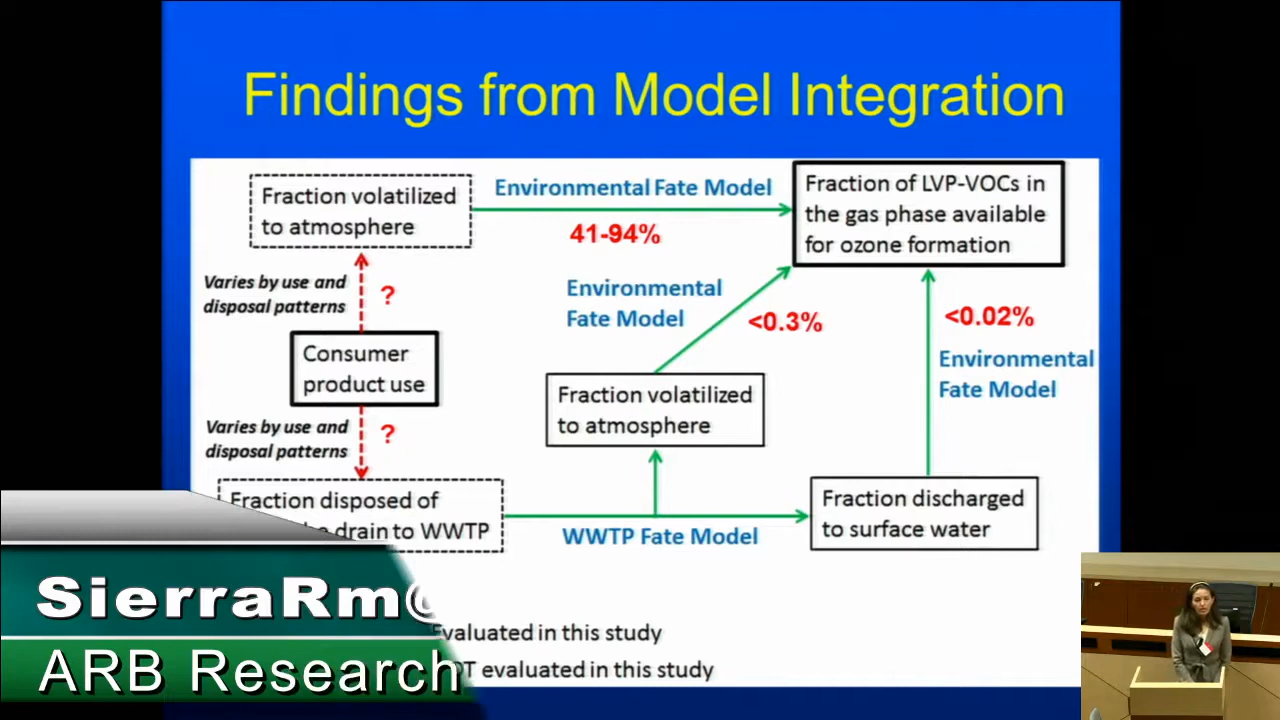 Findings from Model Integration
Fraction volatilized
to atmosphere
Environmental Fate Model
41-94%
Fraction of LVP-VOCs in
the gas phase available
for ozone formation
Varies by use and
disposal patterns
?
Environmental
Fate Model
<0.3%
<0.02%
Environmental
Fate Model
Consumer
product use
Fraction volatilized
to atmosphere
Varies by use and
disposal patterns
?
Fraction disposed of
drain to WWTP
WWTP Fate Model
Fraction discharged
to surface water
Evaluated in this study
evaluated in this study
SierraRm@
ARB Research